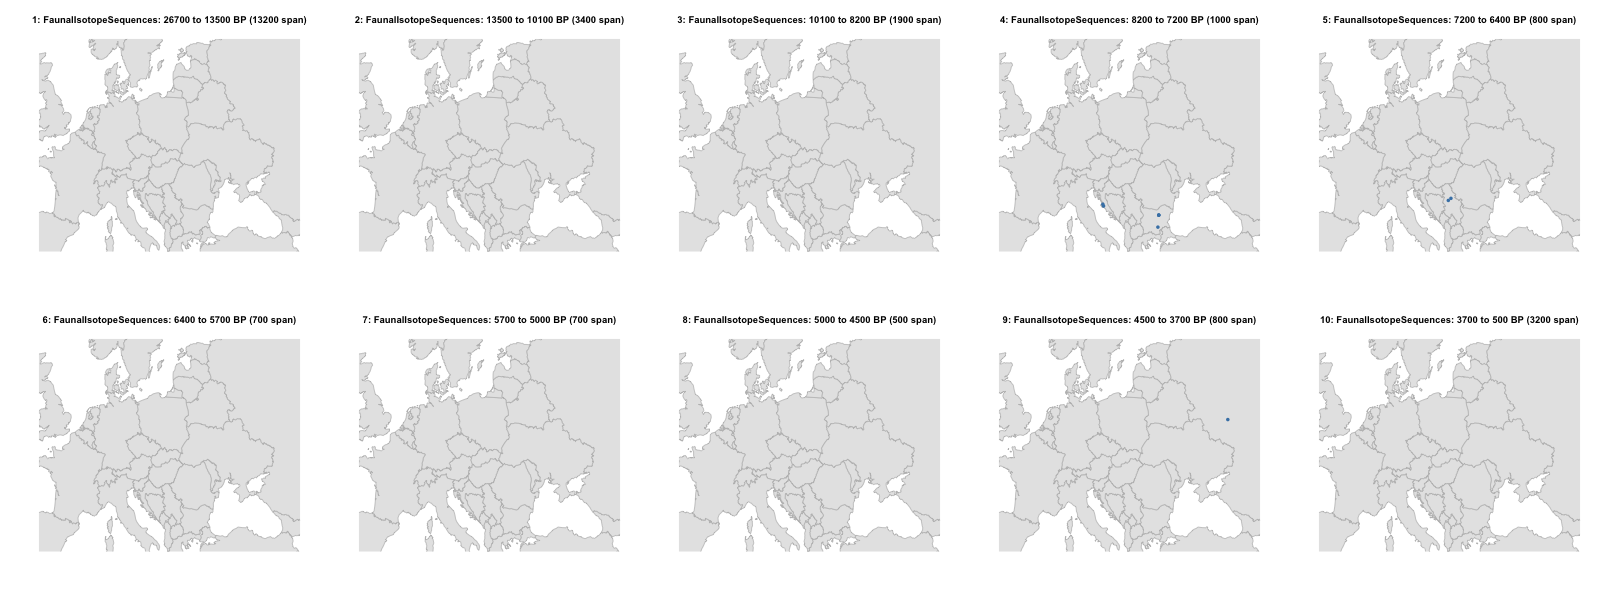 1: FaunalIsotopeSequences: 26700 to 13500 BP (13200 span)
2: FaunalIsotopeSequences: 13500 to 10100 BP (3400 span)
3: FaunalIsotopeSequences: 10100 to 8200 BP (1900 span)
4: FaunalIsotopeSequences: 8200 to 7200 BP (1000 span)
5: FaunalIsotopeSequences: 7200 to 6400 BP (800 span)
6: FaunalIsotopeSequences: 6400 to 5700 BP (700 span)
7: FaunalIsotopeSequences: 5700 to 5000 BP (700 span)
8: FaunalIsotopeSequences: 5000 to 4500 BP (500 span)
9: FaunalIsotopeSequences: 4500 to 3700 BP (800 span)
10: FaunalIsotopeSequences: 3700 to 500 BP (3200 span)